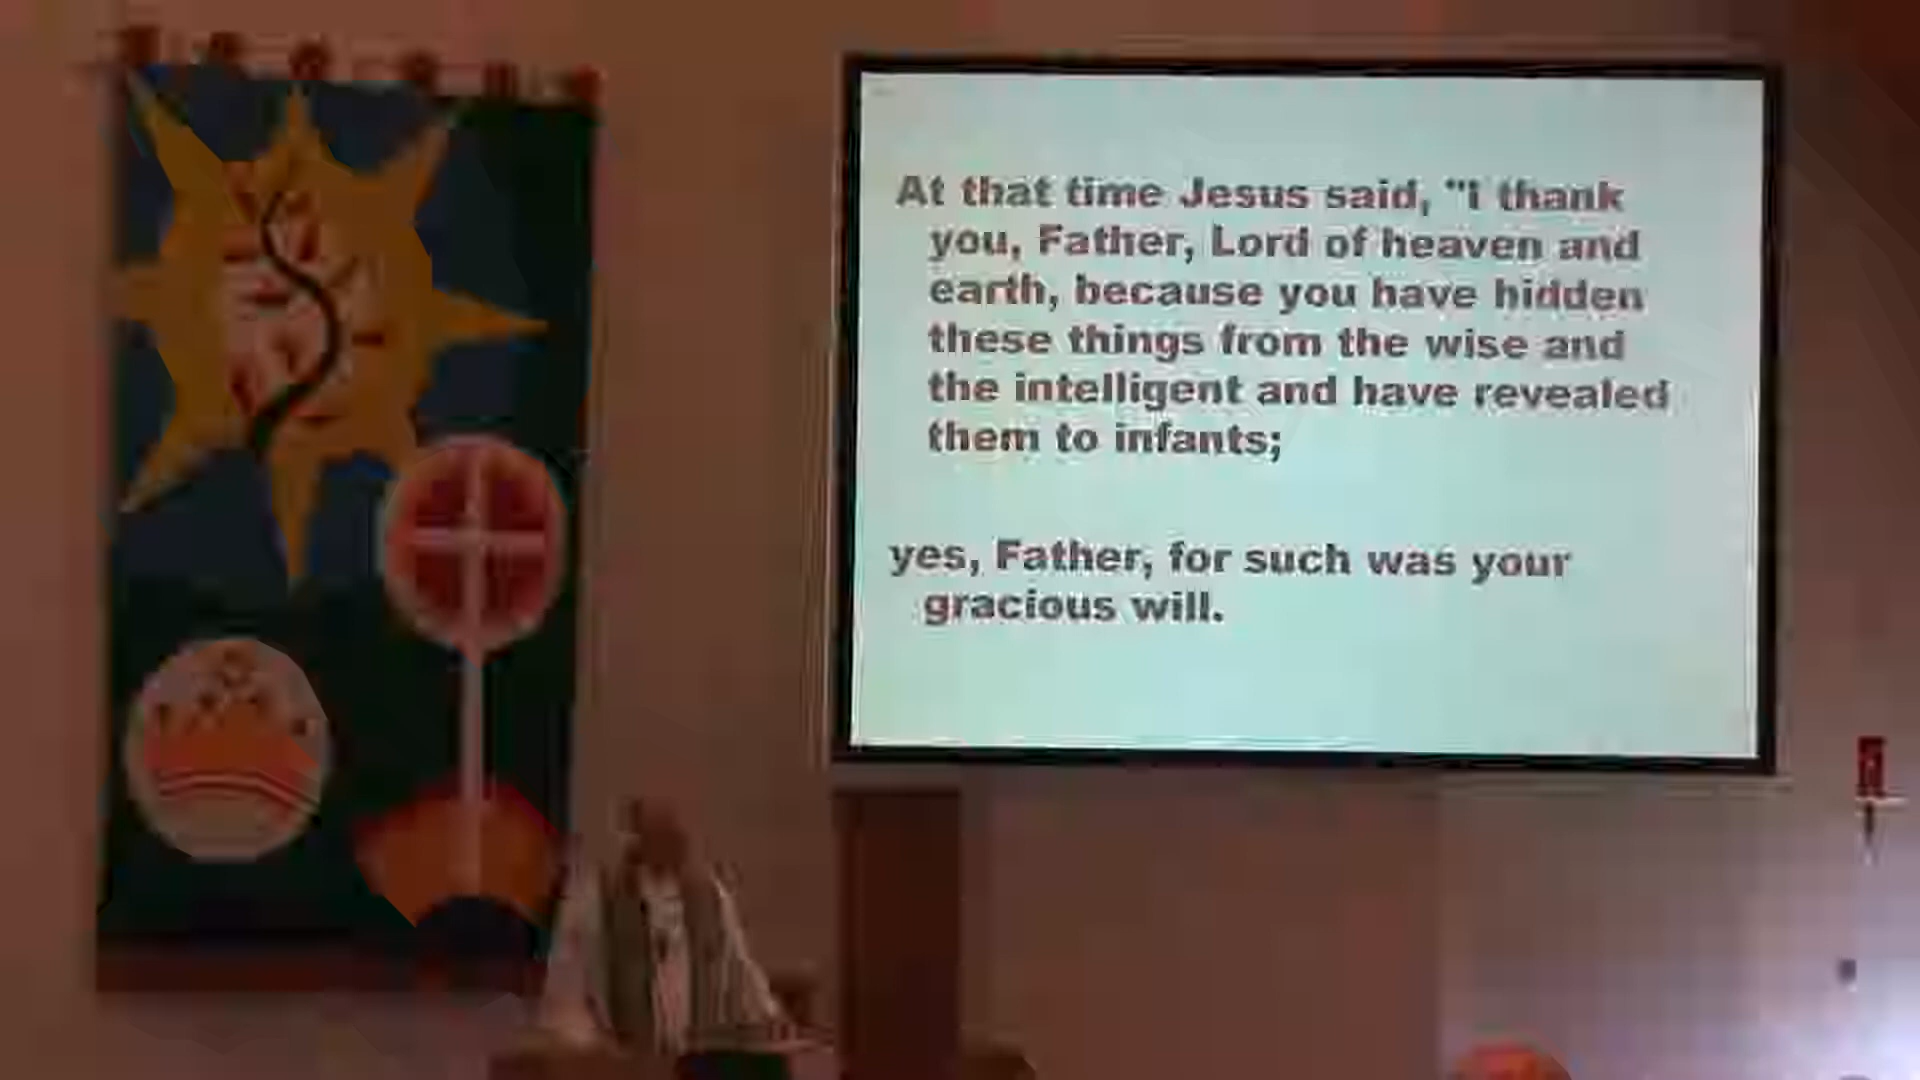 At that time Jesus said, "I thank
you, Father, Lord of heaven and
earth, because you have hidden
these things from the wise and
the intelligent and have revealed
them to infants;
yes, Father, for such was your
gracious will.